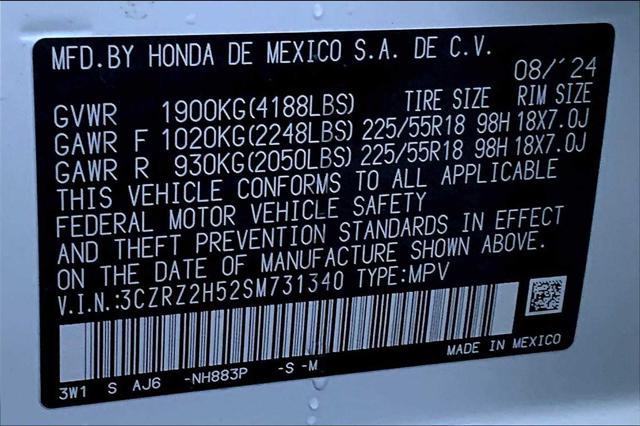 MFD.BY HONDA DE MEXICO S.A. DE C.V.
08/'24
GVWR 1900KG(4188LBS) TIRE SIZE RIM SIZE
GAWR F 1020KG(2248LBS) 225/55R18 98H 18X7.0J
GAWR R 930KG(2050LBS) 225/55R18 98H 18X7.0J
THIS VEHICLE CONFORMS TO ALL APPLICABLE
FEDERAL MOTOR VEHICLE SAFETY
AND THEFT PREVENTION STANDARDS IN EFFECT
ON THE DATE OF MANUFACTURE SHOWN ABOVE.
V.I.N.:3CZRZ2H52SM731340 TYPE:MPV
MADE IN MEXICO
3W1 S AJ6 -NH883P -S -M